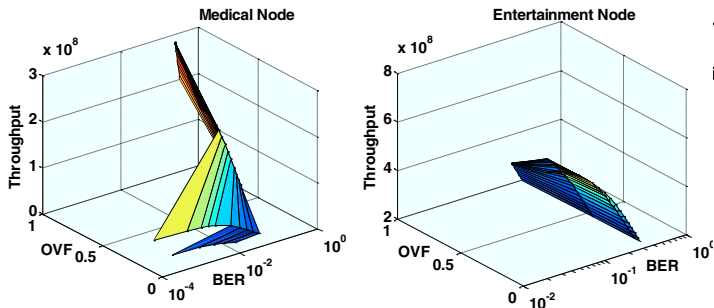 Medical Node
x 10^8
3
2
1
0
Throughput
1
0.5
0
OVF
10^-4
10^-2
10^0
BER
Entertainment Node
x 10^8
8
6
4
2
Throughput
1
0.5
0
OVF
10^-2
10^-1
10^0
BER
i